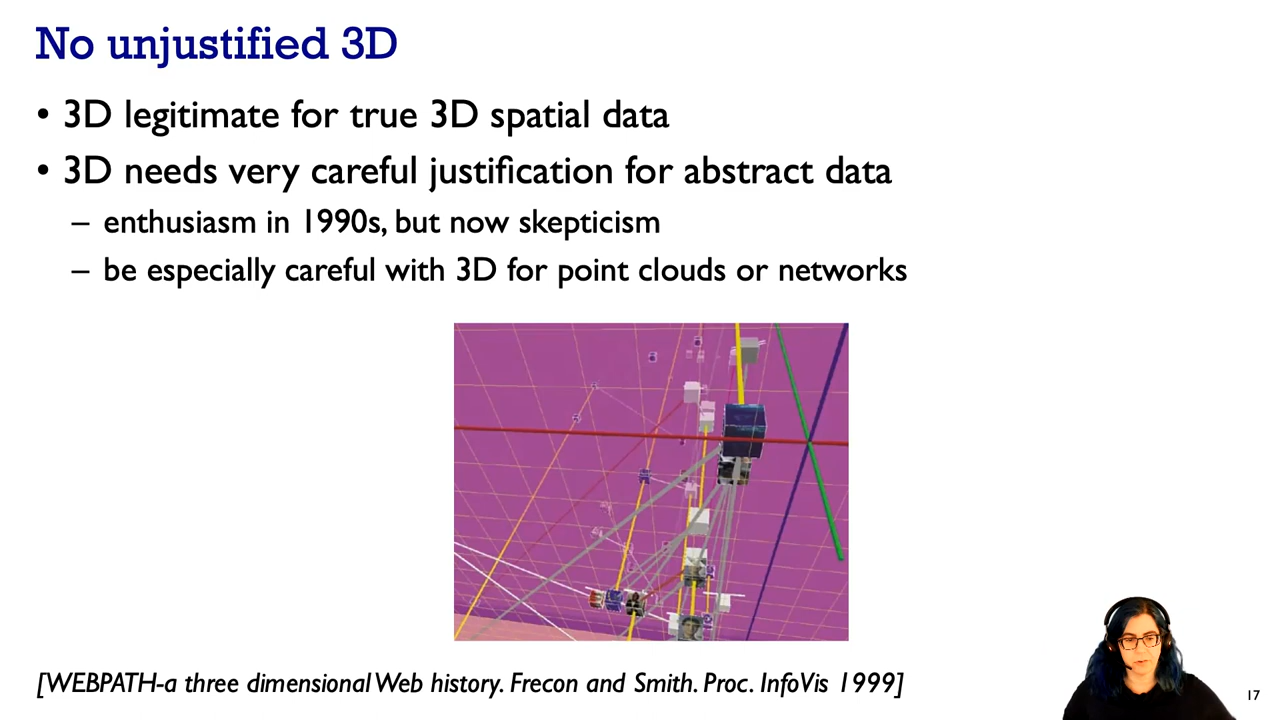 No unjustified 3D
• 3D legitimate for true 3D spatial data
• 3D needs very careful justification for abstract data
– enthusiasm in 1990s, but now skepticism
– be especially careful with 3D for point clouds or networks
[WEBPATH-a three dimensional Web history. Frecon and Smith. Proc. InfoVis 1999]
17